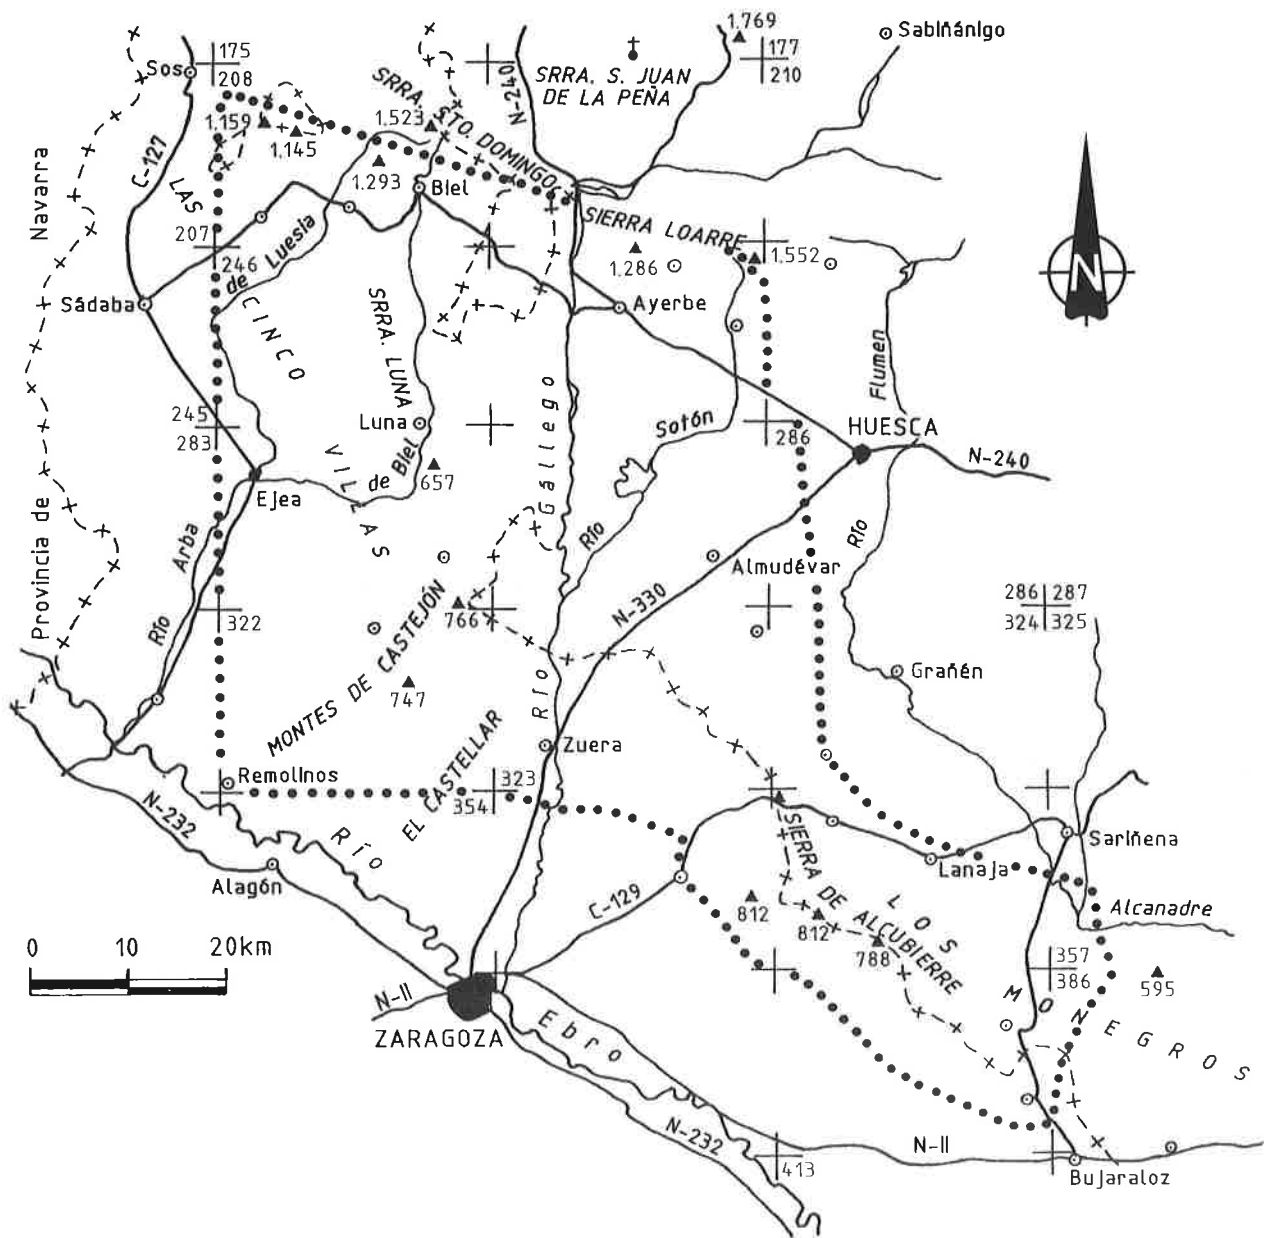 1.769
Sabiñánigo
175
177
Sos
208
210
SRRA. S. JUAN
DE LA PEÑA
N-240
SRRA. STO. DOMINGO
1.523
1.159
1.145
C-127
1.293
Biel
LAS
Navarra
SIERRA LOARRE
207
246
Luesia
de
1.286
1.552
N
Sádaba
CINCO
SRRA. LUNA
Ayerbe
Flumen
Gállego
245
283
Luna
VILLAS
Sotón
286
HUESCA
N-240
de Biel
657
Ejea
Provincia de
Arba
Río
Río
Almudévar
286
287
324
325
322
Río
766
N-330
MONTES DE CASTEJÓN
747
Grañén
EL CASTELLAR
Río
Zuera
Remolinos
323
354
N-232
RÍO
SIERRA DE ALCUBIERRE
Sariñena
Lanaja
Alagón
C-129
812
812
788
LOS
Alcanadre
0
10
20km
357
386
595
MONEGROS
N-II
ZARAGOZA
Ebro
N-232
N-II
413
Bujaraloz